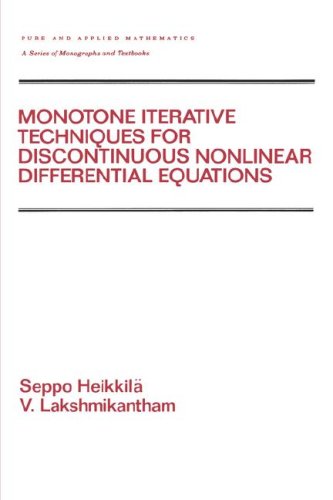 PURE AND APPLIED MATHEMATICS
A Series of Monographs and Textbooks
MONOTONE ITERATIVE
TECHNIQUES FOR
DISCONTINUOUS NONLINEAR
DIFFERENTIAL EQUATIONS
Seppo Heikkilä
V. Lakshmikantham